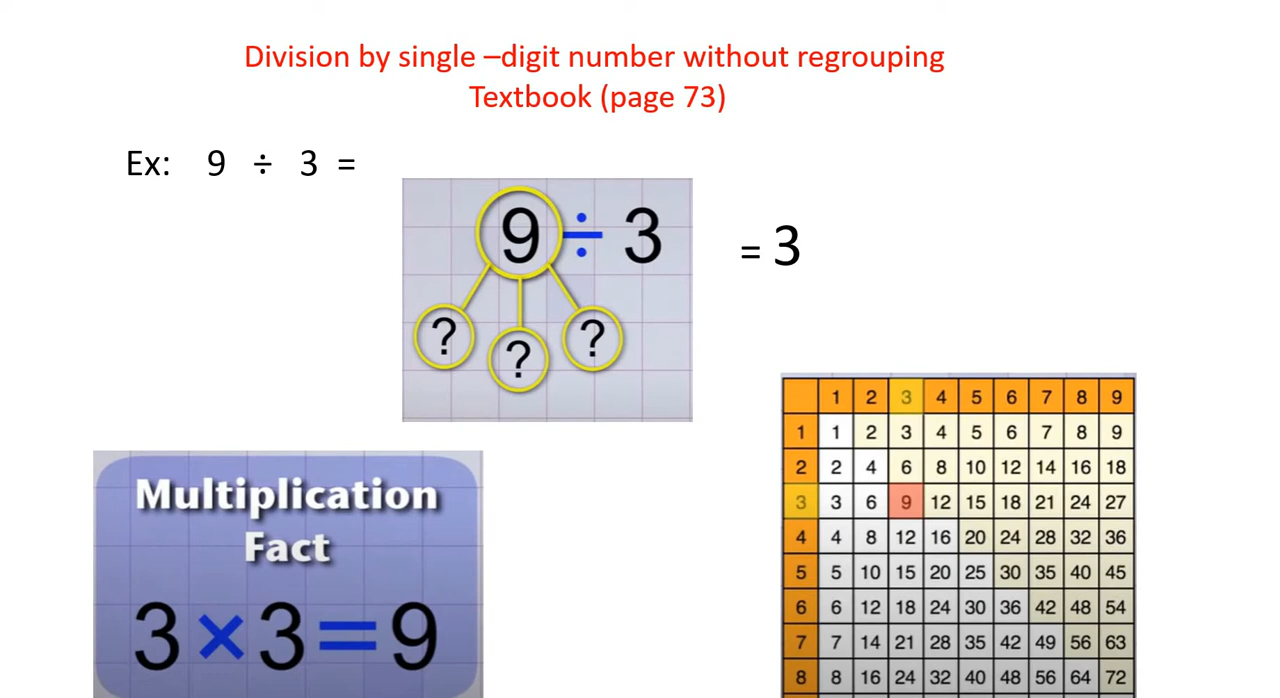 Division by single –digit number without regrouping
Textbook (page 73)
Ex: 9 ÷ 3 =
9 ÷ 3
= 3
? ? ?
Multiplication
Fact
3×3=9
1 2 3 4 5 6 7 8 9
1 1 2 3 4 5 6 7 8 9
2 2 4 6 8 10 12 14 16 18
3 3 6 9 12 15 18 21 24 27
4 4 8 12 16 20 24 28 32 36
5 5 10 15 20 25 30 35 40 45
6 6 12 18 24 30 36 42 48 54
7 7 14 21 28 35 42 49 56 63
8 8 16 24 32 40 48 56 64 72